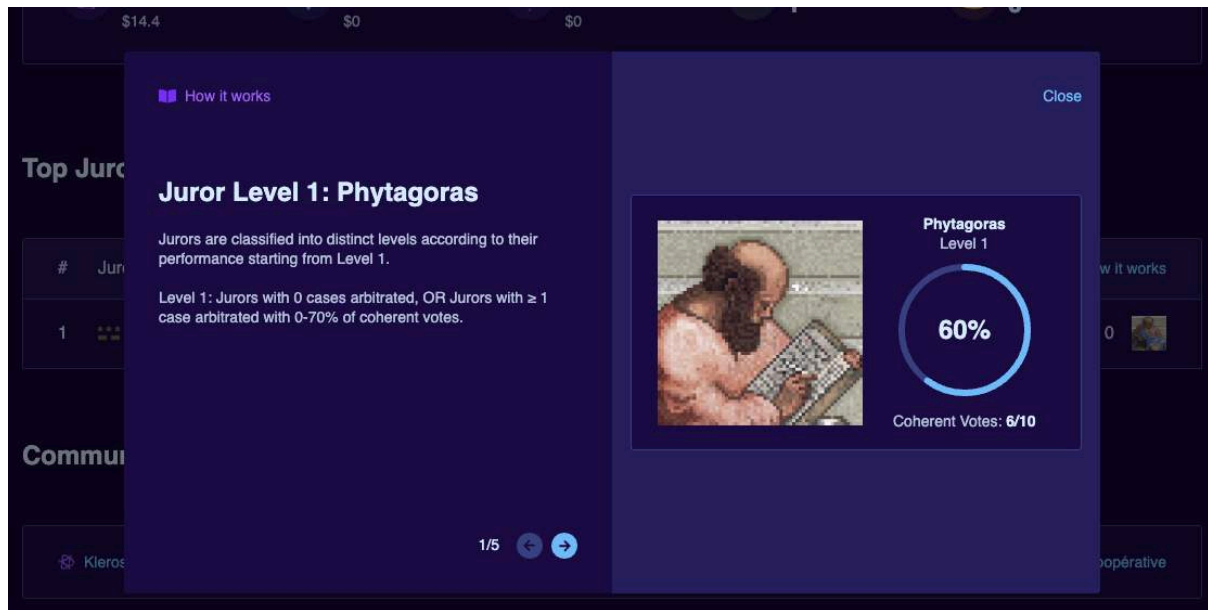 $14.4
$0
$0
How it works
Close
Top Juro
Juror Level 1: Phytagoras
Jurors are classified into distinct levels according to their
performance starting from Level 1.
Level 1: Jurors with 0 cases arbitrated, OR Jurors with ≥ 1
case arbitrated with 0-70% of coherent votes.
Phytagoras
Level 1
60%
Coherent Votes: 6/10
# Juro
w it works
1
0
Commu
1/5
Kleros
oopérative